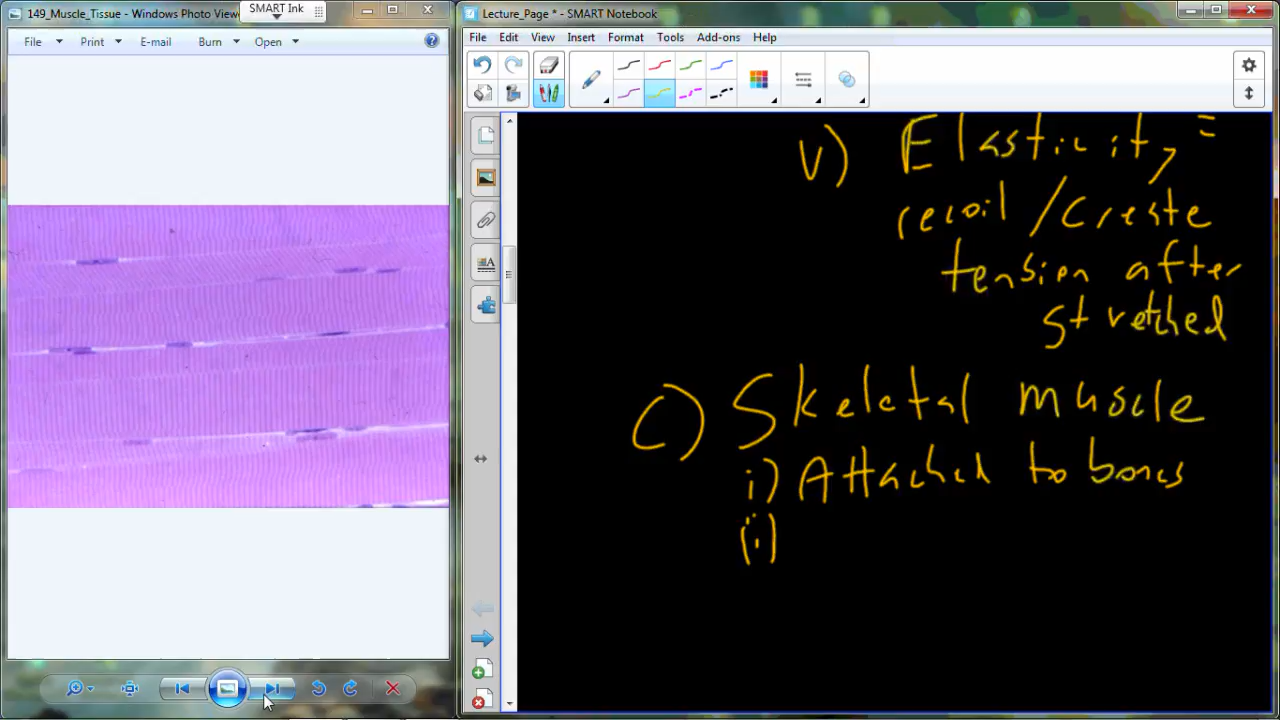 149_Muscle_Tissue - Windows Photo View
SMART Ink
File Print E-mail Burn Open
Lecture_Page * - SMART Notebook
File Edit View Insert Format Tools Add-ons Help
V) Elasticity =
recoil / create
tension after
stretched
C) Skeletal muscle
i) Attached to bones
ii)